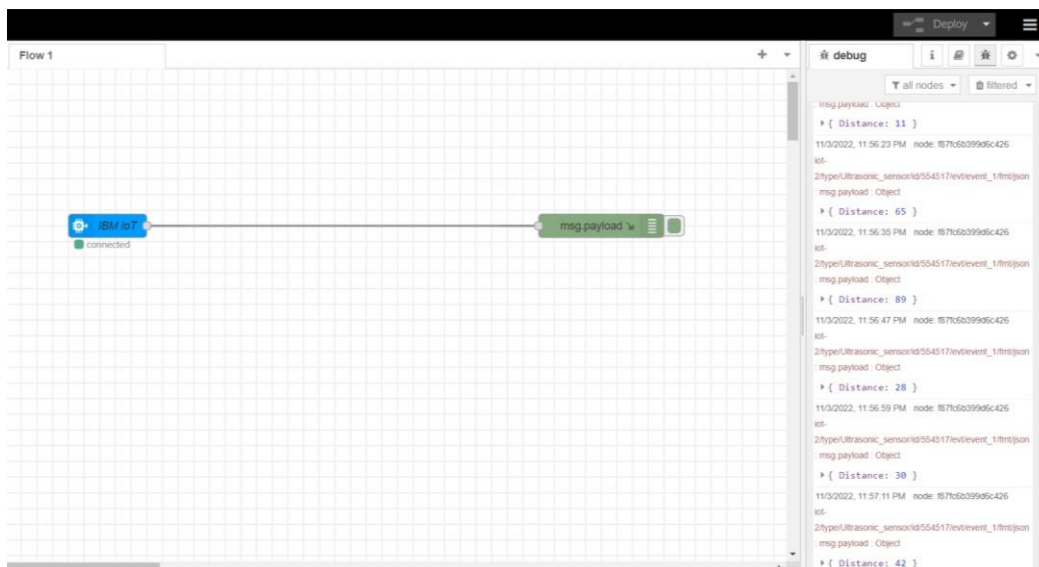 Deploy
Flow 1
debug
all nodes
filtered
msg.payload : Object
{ Distance: 11 }
11/3/2022, 11:56:23 PM node: f87fc6b399d6c426
iot-
2/type/Ultrasonic_sensor/id/554517/evt/event_1/fmt/json
: msg.payload : Object
{ Distance: 65 }
11/3/2022, 11:56:35 PM node: f87fc6b399d6c426
iot-
2/type/Ultrasonic_sensor/id/554517/evt/event_1/fmt/json
: msg.payload : Object
{ Distance: 89 }
11/3/2022, 11:56:47 PM node: f87fc6b399d6c426
iot-
2/type/Ultrasonic_sensor/id/554517/evt/event_1/fmt/json
: msg.payload : Object
{ Distance: 28 }
11/3/2022, 11:56:59 PM node: f87fc6b399d6c426
iot-
2/type/Ultrasonic_sensor/id/554517/evt/event_1/fmt/json
: msg.payload : Object
{ Distance: 30 }
11/3/2022, 11:57:11 PM node: f87fc6b399d6c426
iot-
2/type/Ultrasonic_sensor/id/554517/evt/event_1/fmt/json
: msg.payload : Object
{ Distance: 42 }
IBM IoT
connected
msg.payload